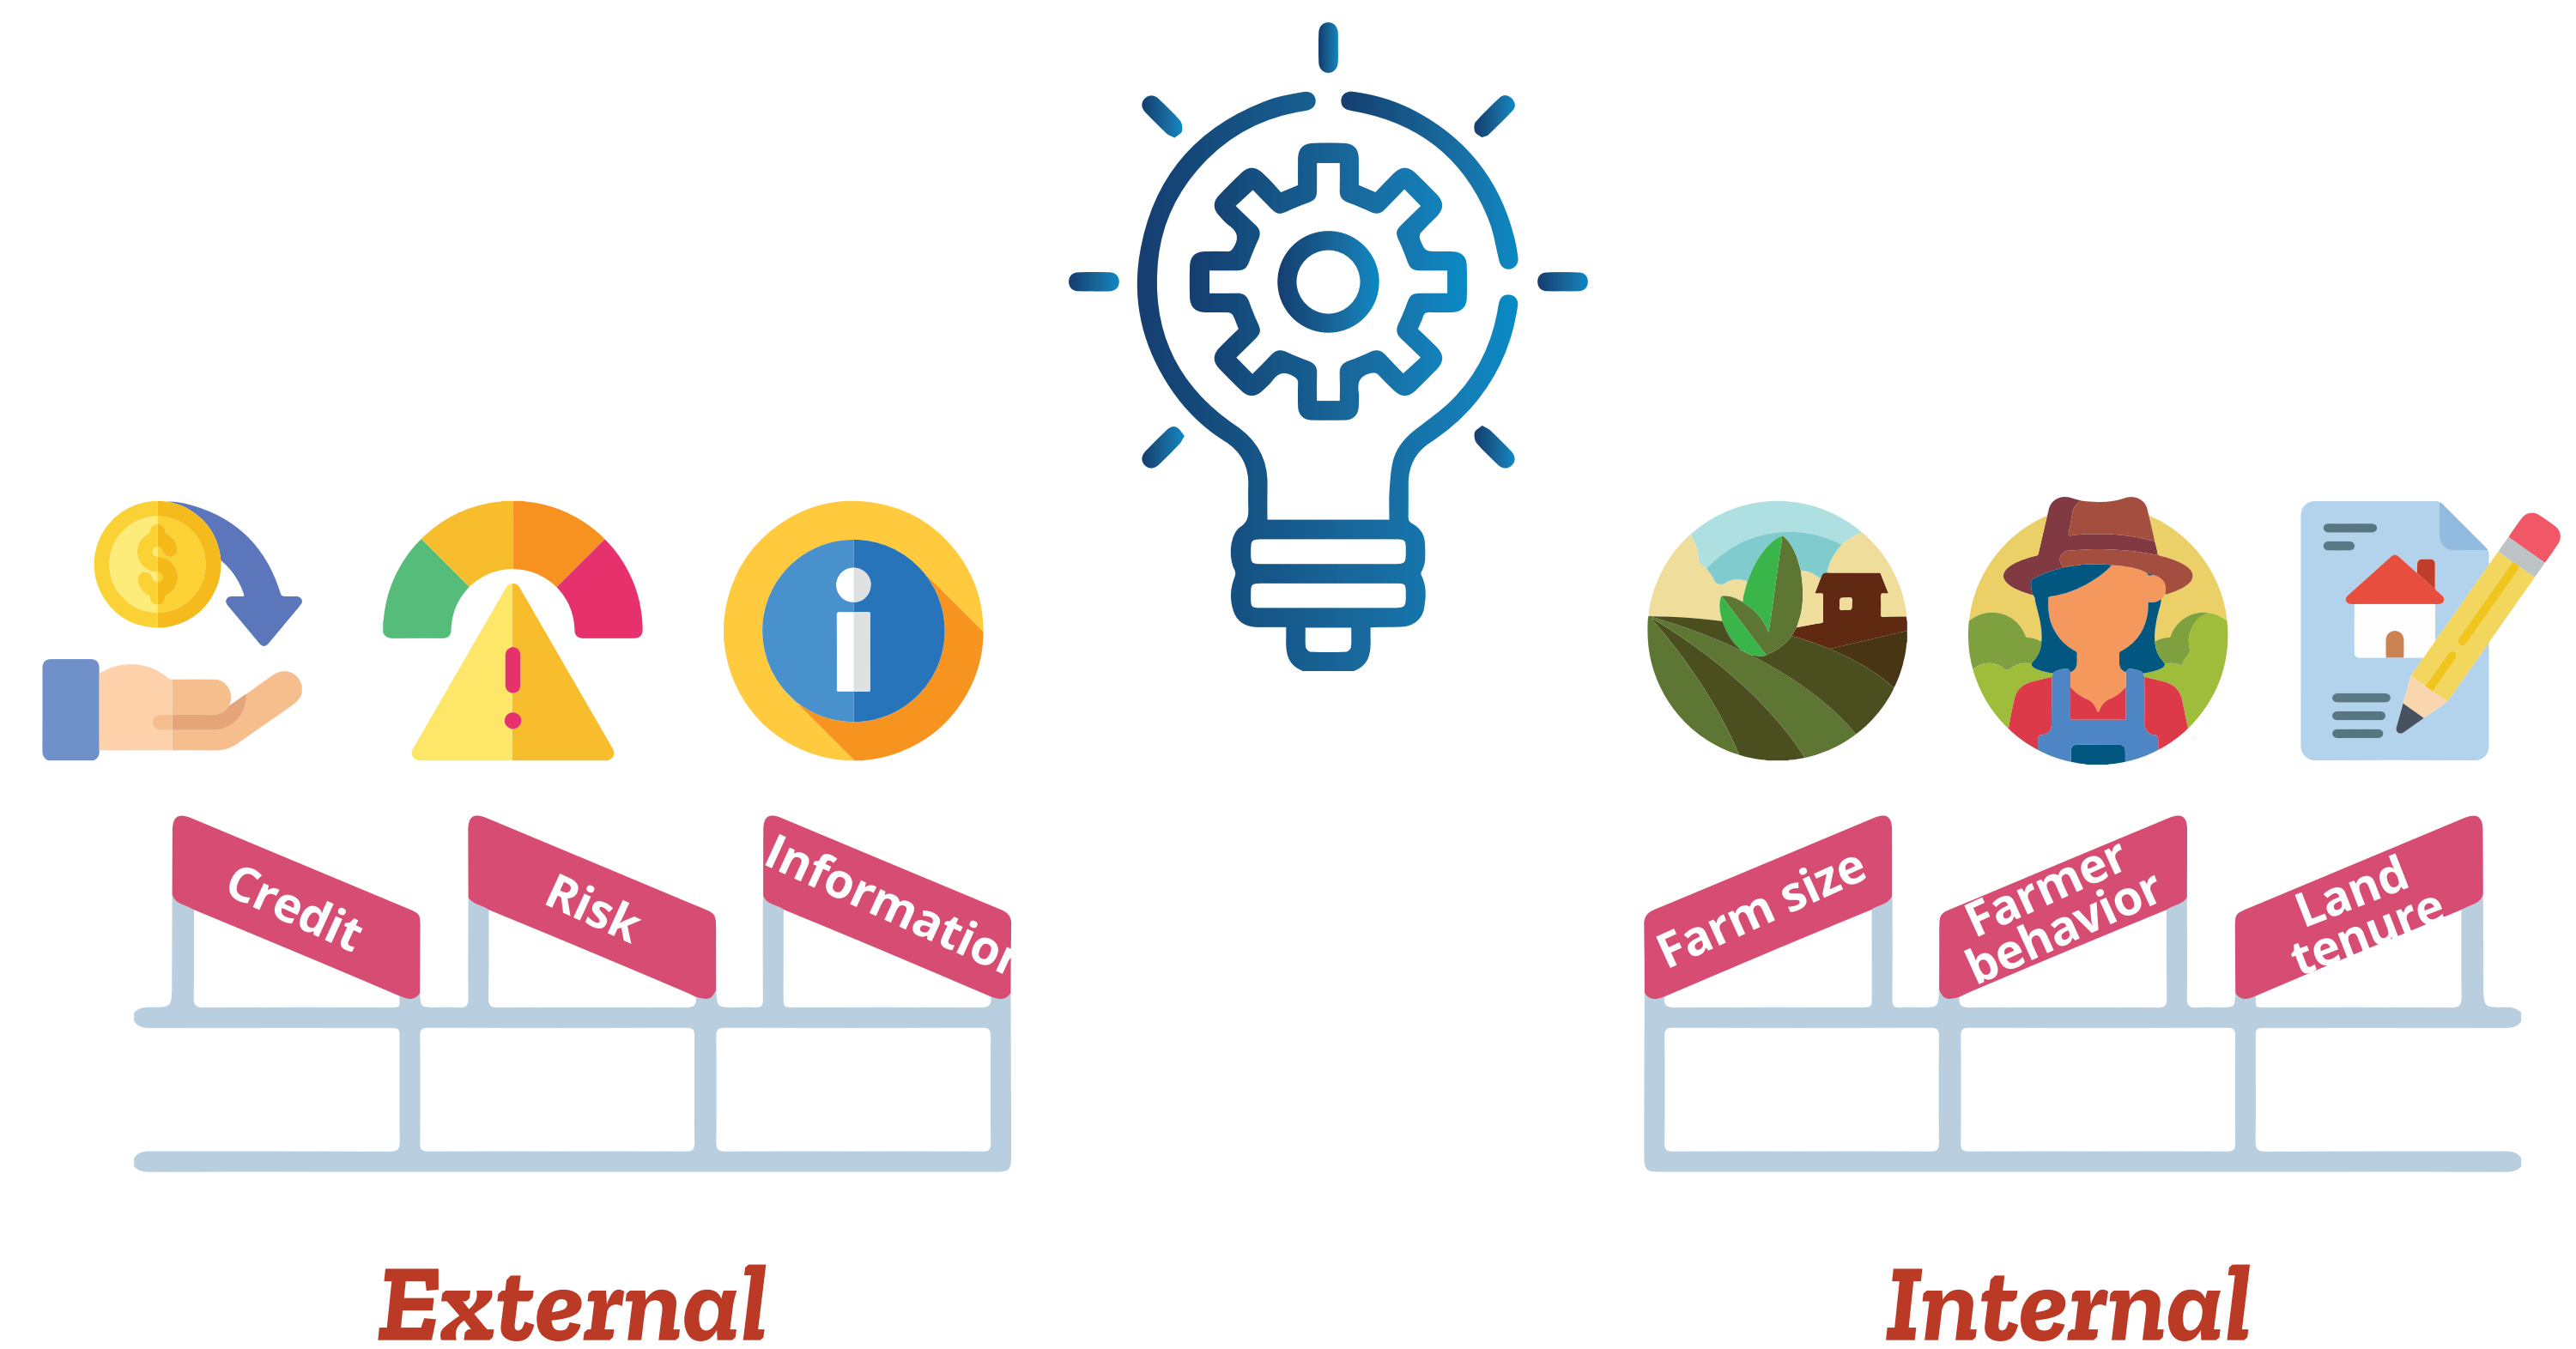 Credit
Risk
Information
Farm size
Farmer
behavior
Land
tenure
External
Internal